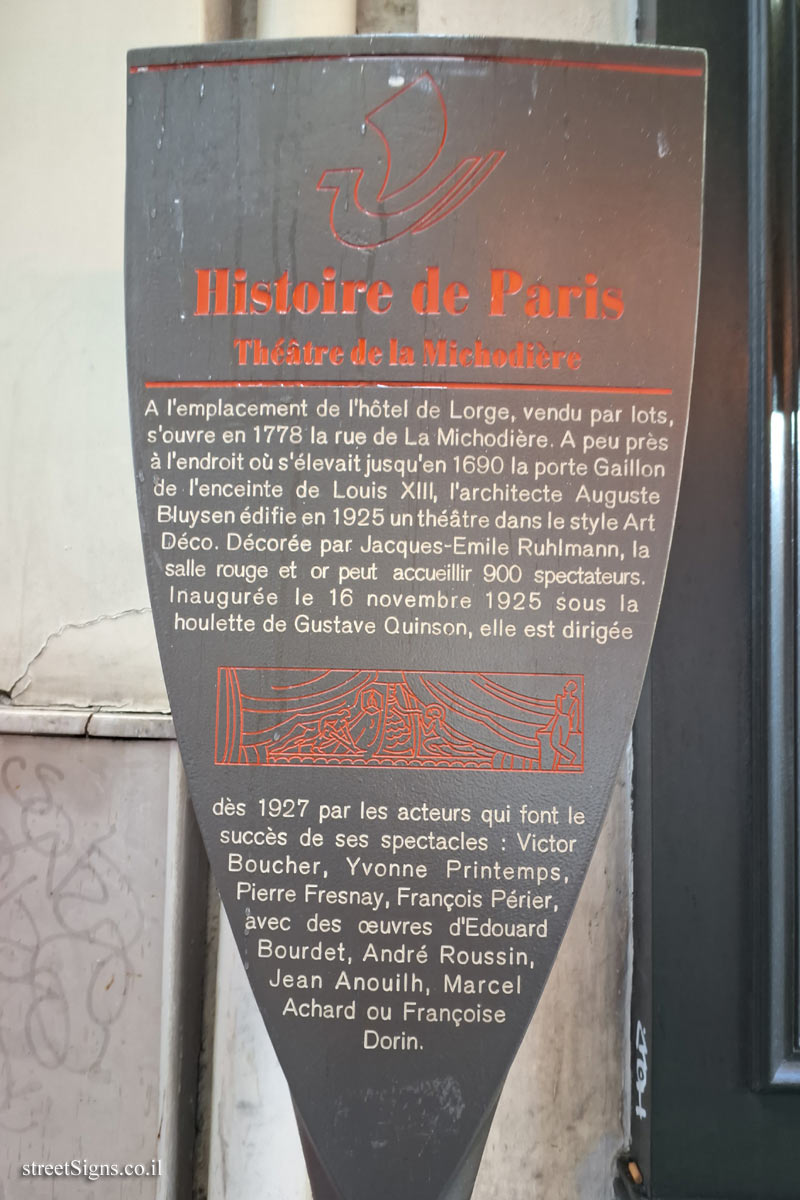 Histoire de Paris
Théâtre de la Michodière
A l'emplacement de l'hôtel de Lorge, vendu par lots,
s'ouvre en 1778 la rue de La Michodière. A peu près
à l'endroit où s'élevait jusqu'en 1690 la porte Gaillon
de l'enceinte de Louis XIII, l'architecte Auguste
Bluysen édifie en 1925 un théâtre dans le style Art
Déco. Décorée par Jacques-Emile Ruhlmann, la
salle rouge et or peut accueillir 900 spectateurs.
Inaugurée le 16 novembre 1925 sous la
houlette de Gustave Quinson, elle est dirigée
dès 1927 par les acteurs qui font le
succès de ses spectacles : Victor
Boucher, Yvonne Printemps,
Pierre Fresnay, François Périer,
avec des œuvres d'Edouard
Bourdet, André Roussin,
Jean Anouilh, Marcel
Achard ou Françoise
Dorin.
streetSigns.co.il